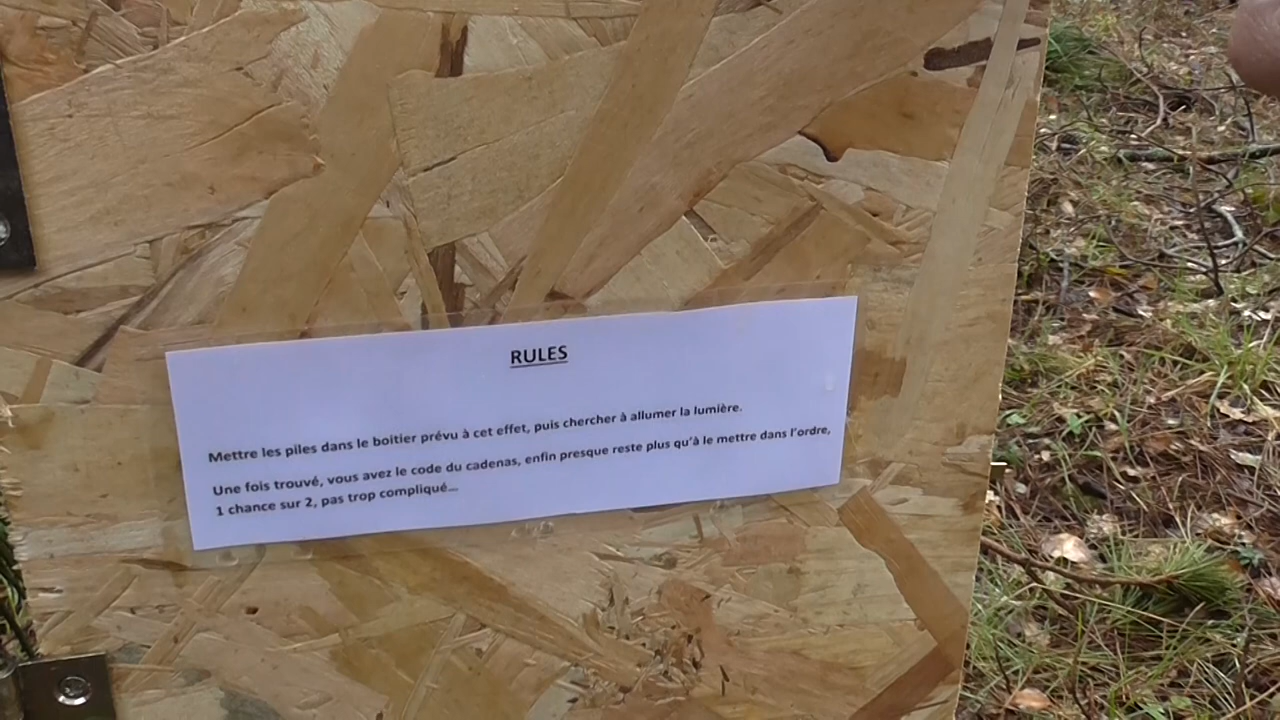 RULES
Mettre les piles dans le boitier prévu à cet effet, puis chercher à allumer la lumière.
Une fois trouvé, vous avez le code du cadenas, enfin presque reste plus qu'à le mettre dans l'ordre,
1 chance sur 2, pas trop compliqué…